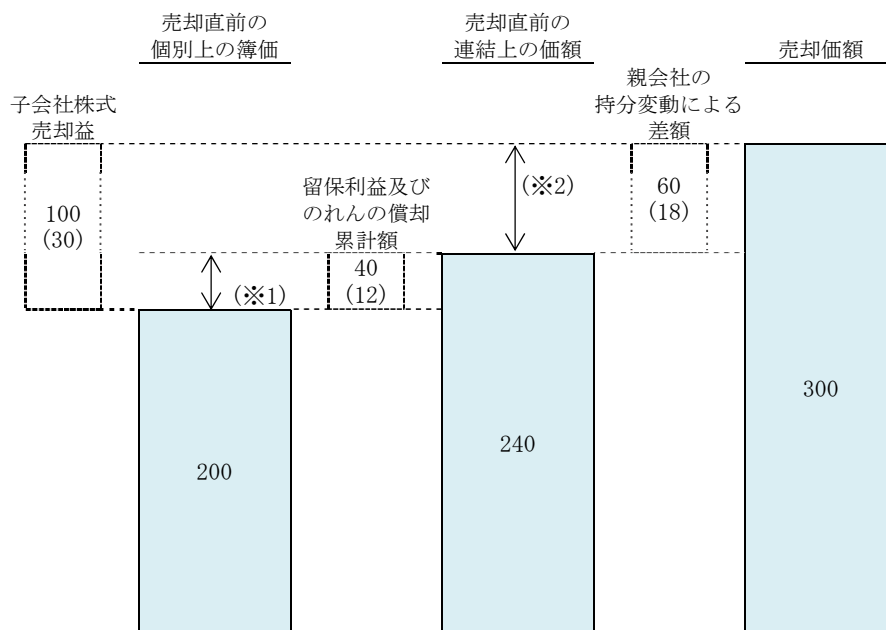 売却直前の
個別上の簿価
売却直前の
連結上の価額
売却価額
子会社株式
売却益
親会社の
持分変動による
差額
100
(30)
留保利益及び
のれんの償却
累計額
(※2)
60
(18)
(※1)
40
(12)
200
240
300